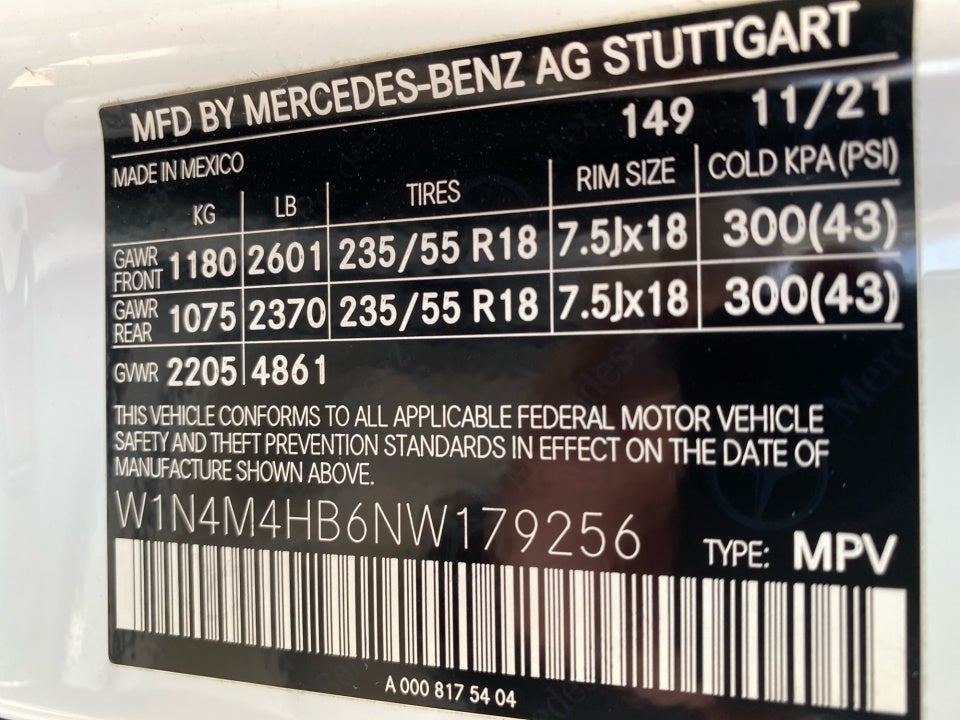 MFD BY MERCEDES-BENZ AG STUTTGART
149 11/21
MADE IN MEXICO
KG LB TIRES RIM SIZE COLD KPA (PSI)
GAWR FRONT 1180 2601 235/55 R18 7.5Jx18 300(43)
GAWR REAR 1075 2370 235/55 R18 7.5Jx18 300(43)
GVWR 2205 4861
THIS VEHICLE CONFORMS TO ALL APPLICABLE FEDERAL MOTOR VEHICLE
SAFETY AND THEFT PREVENTION STANDARDS IN EFFECT ON THE DATE OF
MANUFACTURE SHOWN ABOVE.
W1N4M4HB6NW179256
TYPE: MPV
A 000 817 54 04